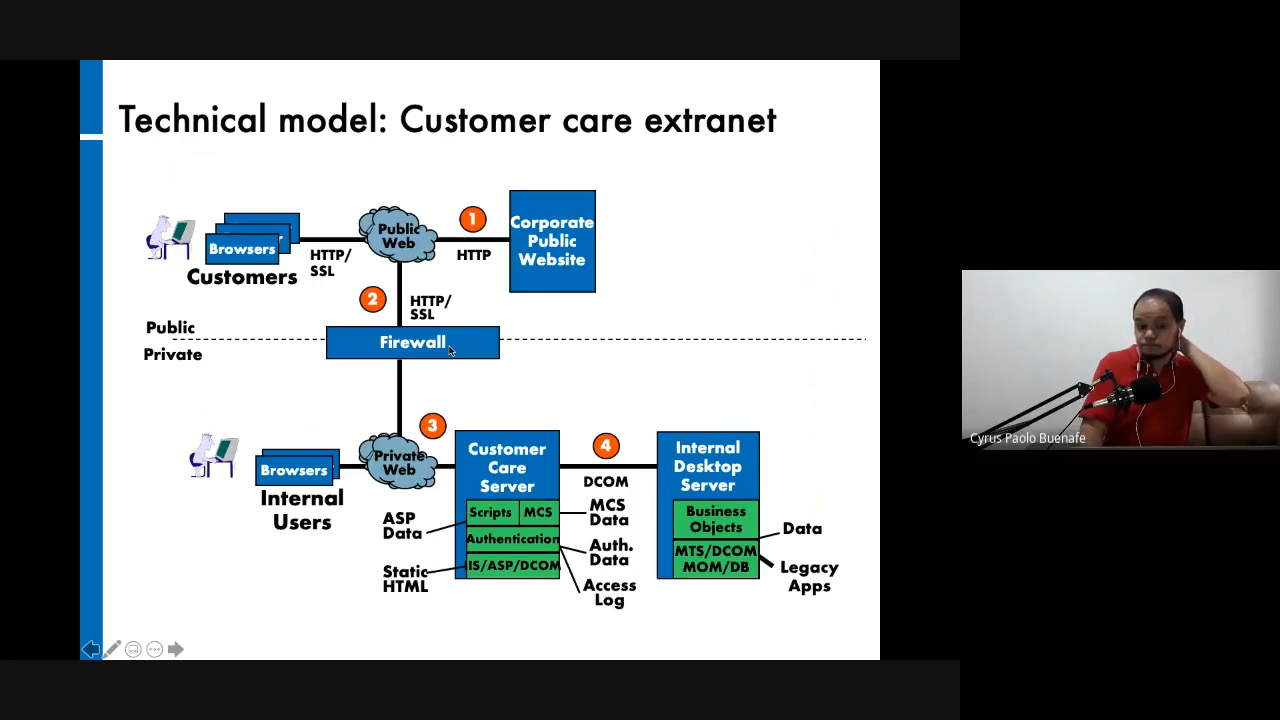 Technical model: Customer care extranet
Browsers
Customers
HTTP/
SSL
Public
Web
1
HTTP
Corporate
Public
Website
2
HTTP/
SSL
Public
Private
Firewall
3
Browsers
Internal
Users
Private
Web
Customer
Care
Server
4
DCOM
Internal
Desktop
Server
ASP
Data
Scripts
MCS
MCS
Data
Authentication
Auth.
Data
Static
HTML
IIS/ASP/DCOM
Access
Log
Business
Objects
MTS/DCOM
MOM/DB
Data
Legacy
Apps
Cyrus Paolo Buenafe